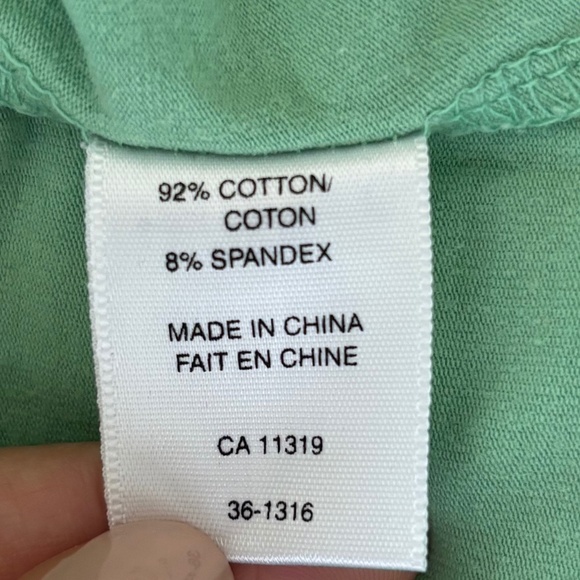 92% COTTON/
COTON
8% SPANDEX
MADE IN CHINA
FAIT EN CHINE
CA 11319
36-1316